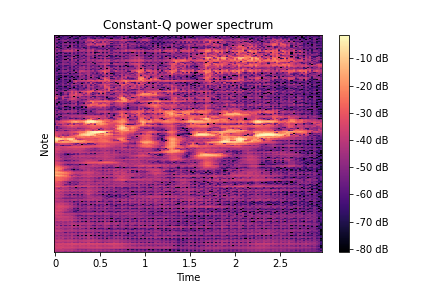 Constant-Q power spectrum
Note
-10 dB
-20 dB
-30 dB
-40 dB
-50 dB
-60 dB
-70 dB
-80 dB
0 0.5 1 1.5 2 2.5
Time